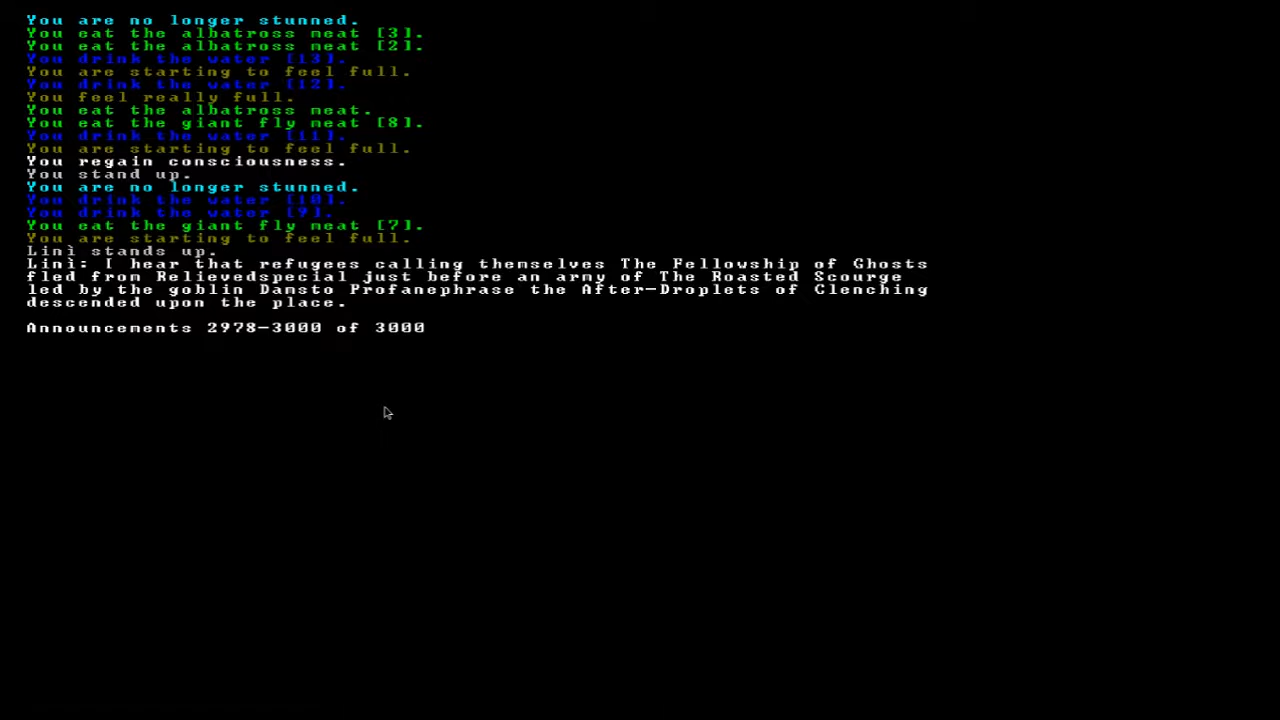 You are no longer stunned.
You eat the albatross meat [3].
You eat the albatross meat [2].
You drink the water [13].
You are starting to feel full.
You drink the water [12].
You feel really full.
You eat the albatross meat.
You eat the giant fly meat [8].
You drink the water [11].
You are starting to feel full.
You regain consciousness.
You stand up.
You are no longer stunned.
You drink the water [10].
You drink the water [9].
You eat the giant fly meat [7].
You are starting to feel full.
Linì stands up.
Linì: I hear that refugees calling themselves The Fellowship of Ghosts
fled from Relievedspecial just before an army of The Roasted Scourge
led by the goblin Damsto Profanephrase the After-Droplets of Clenching
descended upon the place.
Announcements 2978-3000 of 3000